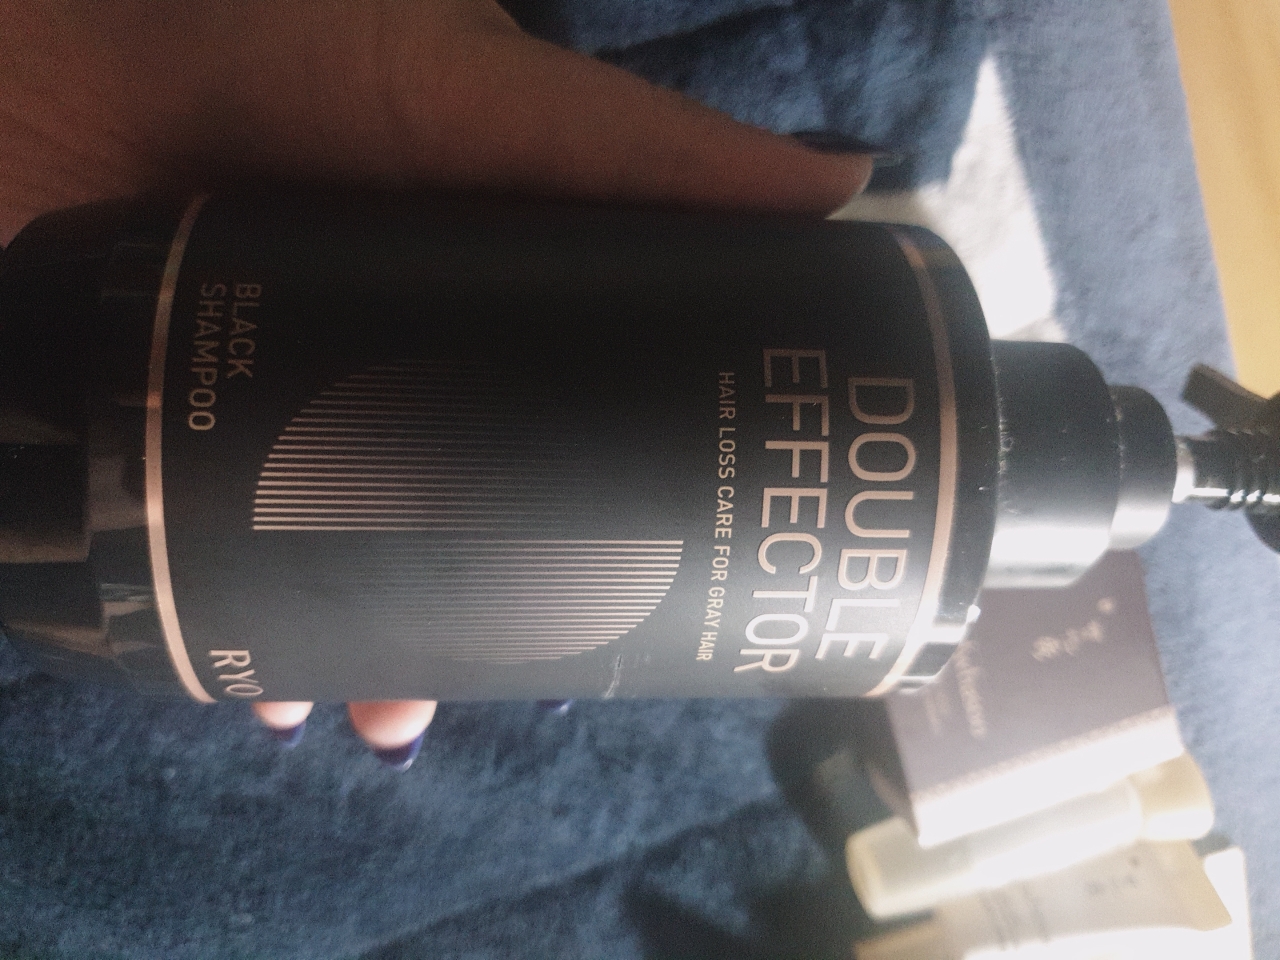 DOUBLE
EFFECTOR
HAIR LOSS CARE FOR GRAY HAIR
BLACK
SHAMPOO
RYO